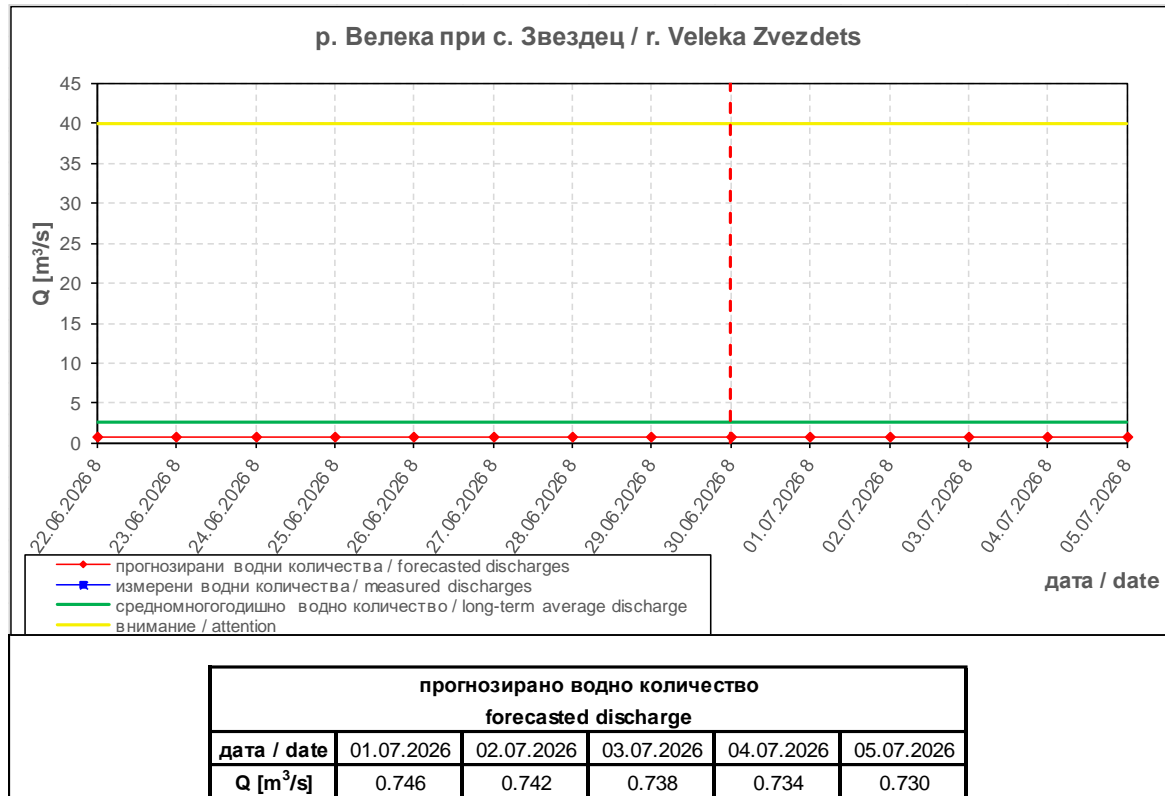 р. Велека при с. Звездец / r. Veleka Zvezdets
Q [m³/s]
45
40
35
30
25
20
15
10
5
0
22.06.2026 8
23.06.2026 8
24.06.2026 8
25.06.2026 8
26.06.2026 8
27.06.2026 8
28.06.2026 8
29.06.2026 8
30.06.2026 8
01.07.2026 8
02.07.2026 8
03.07.2026 8
04.07.2026 8
05.07.2026 8
дата / date
прогнозирани водни количества / forecasted discharges
измерени водни количества / measured discharges
средномногогодишно водно количество / long-term average discharge
внимание / attention
прогнозирано водно количество
forecasted discharge
дата / date 01.07.2026 02.07.2026 03.07.2026 04.07.2026 05.07.2026
Q [m³/s] 0.746 0.742 0.738 0.734 0.730